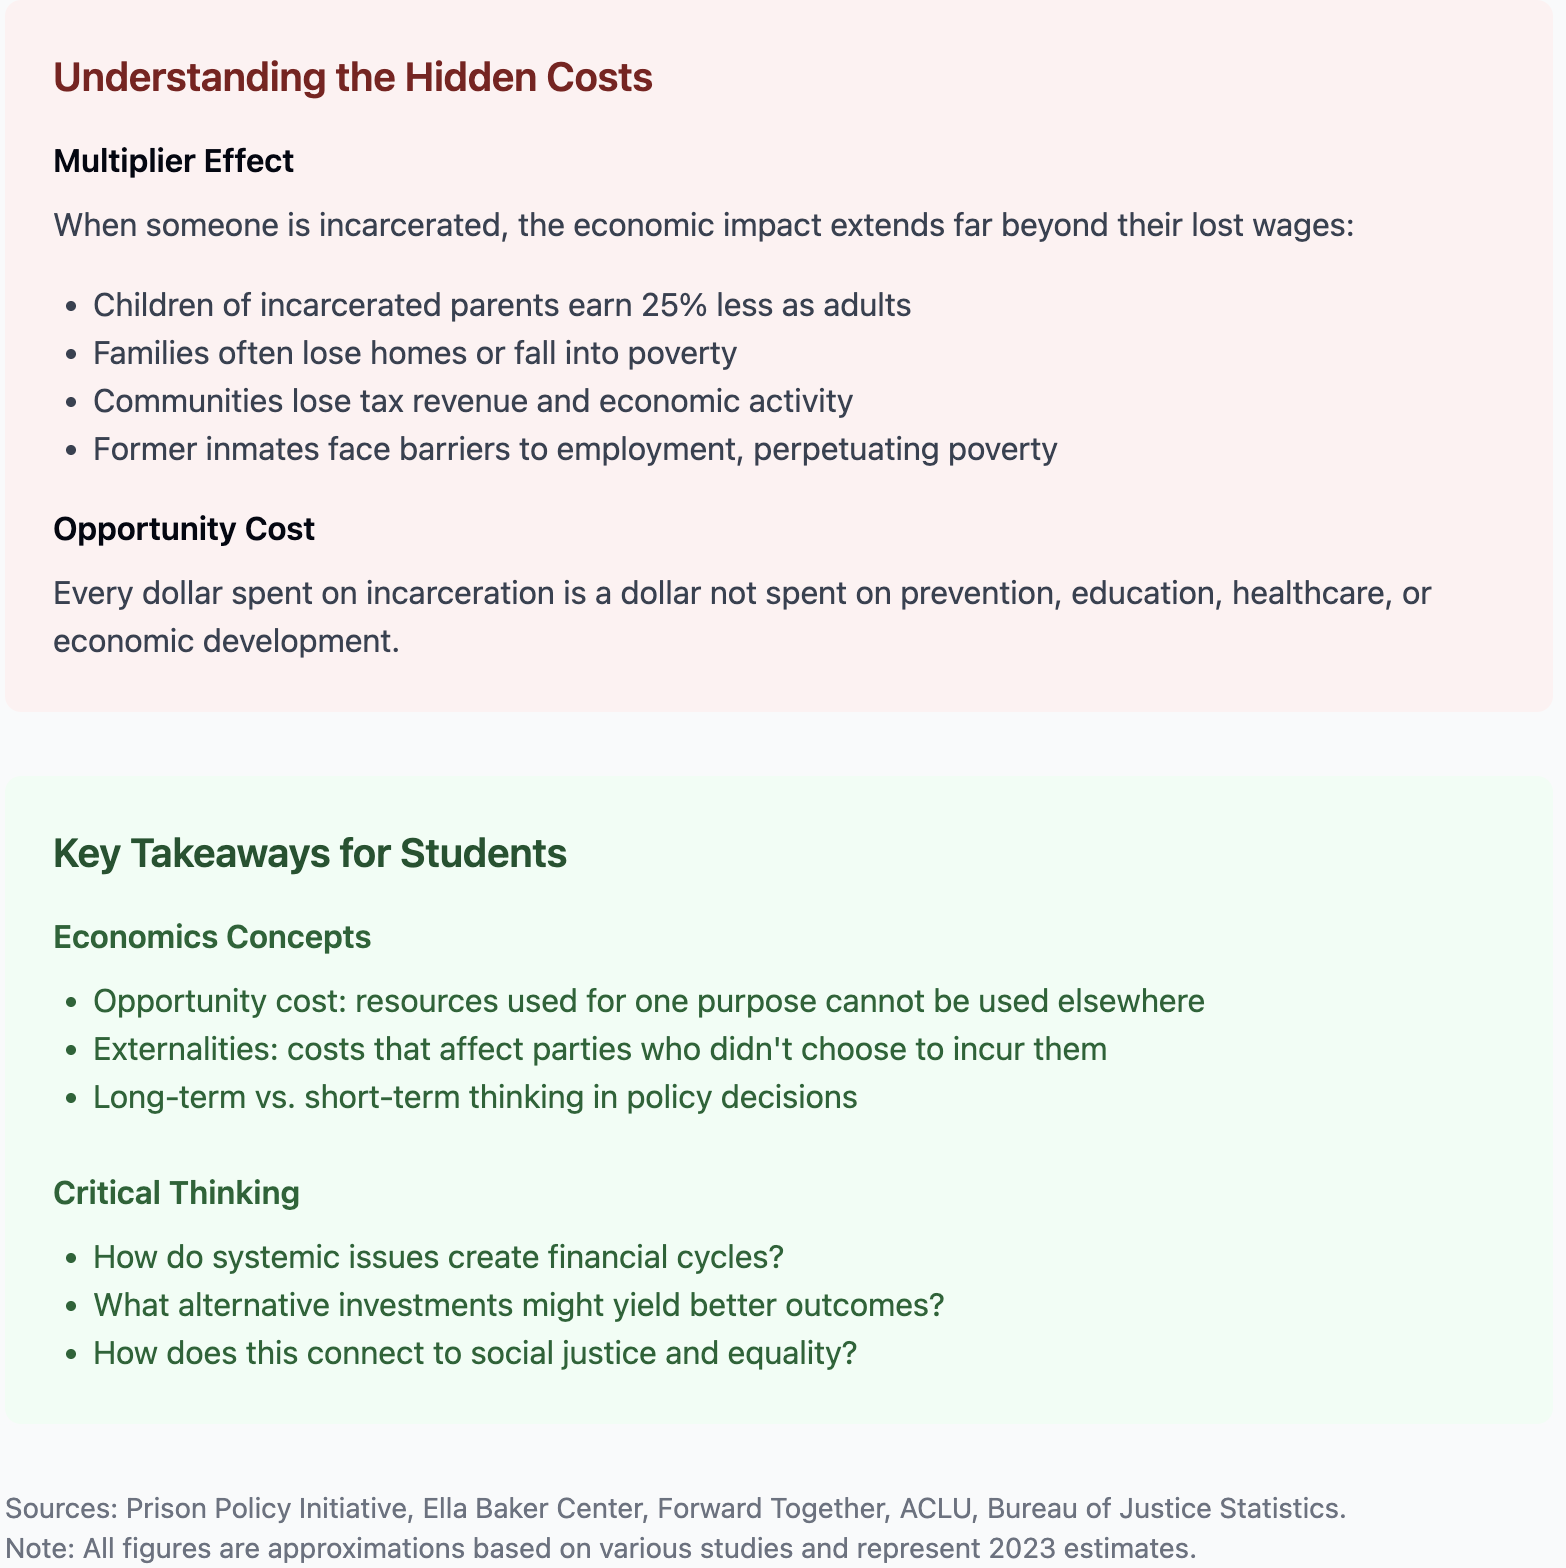 Understanding the Hidden Costs
Multiplier Effect
When someone is incarcerated, the economic impact extends far beyond their lost wages:
• Children of incarcerated parents earn 25% less as adults
• Families often lose homes or fall into poverty
• Communities lose tax revenue and economic activity
• Former inmates face barriers to employment, perpetuating poverty
Opportunity Cost
Every dollar spent on incarceration is a dollar not spent on prevention, education, healthcare, or
economic development.
Key Takeaways for Students
Economics Concepts
• Opportunity cost: resources used for one purpose cannot be used elsewhere
• Externalities: costs that affect parties who didn't choose to incur them
• Long-term vs. short-term thinking in policy decisions
Critical Thinking
• How do systemic issues create financial cycles?
• What alternative investments might yield better outcomes?
• How does this connect to social justice and equality?
Sources: Prison Policy Initiative, Ella Baker Center, Forward Together, ACLU, Bureau of Justice Statistics.
Note: All figures are approximations based on various studies and represent 2023 estimates.